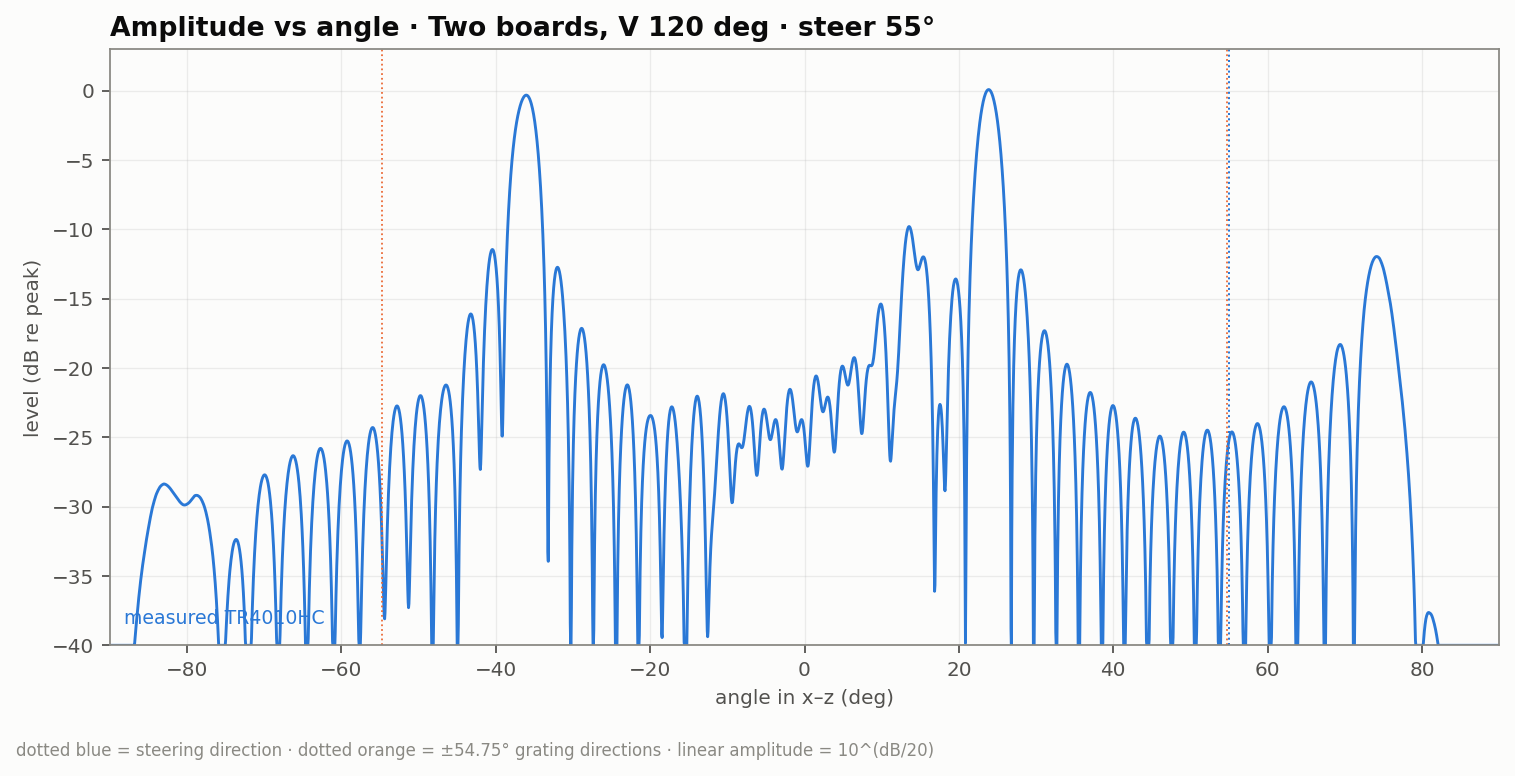 Amplitude vs angle · Two boards, V 120 deg · steer 55°
0
−5
−10
−15
−20
−25
−30
−35
−40
level (dB re peak)
measured TR4010HC
−80 −60 −40 −20 0 20 40 60 80
angle in x–z (deg)
dotted blue = steering direction · dotted orange = ±54.75° grating directions · linear amplitude = 10^(dB/20)